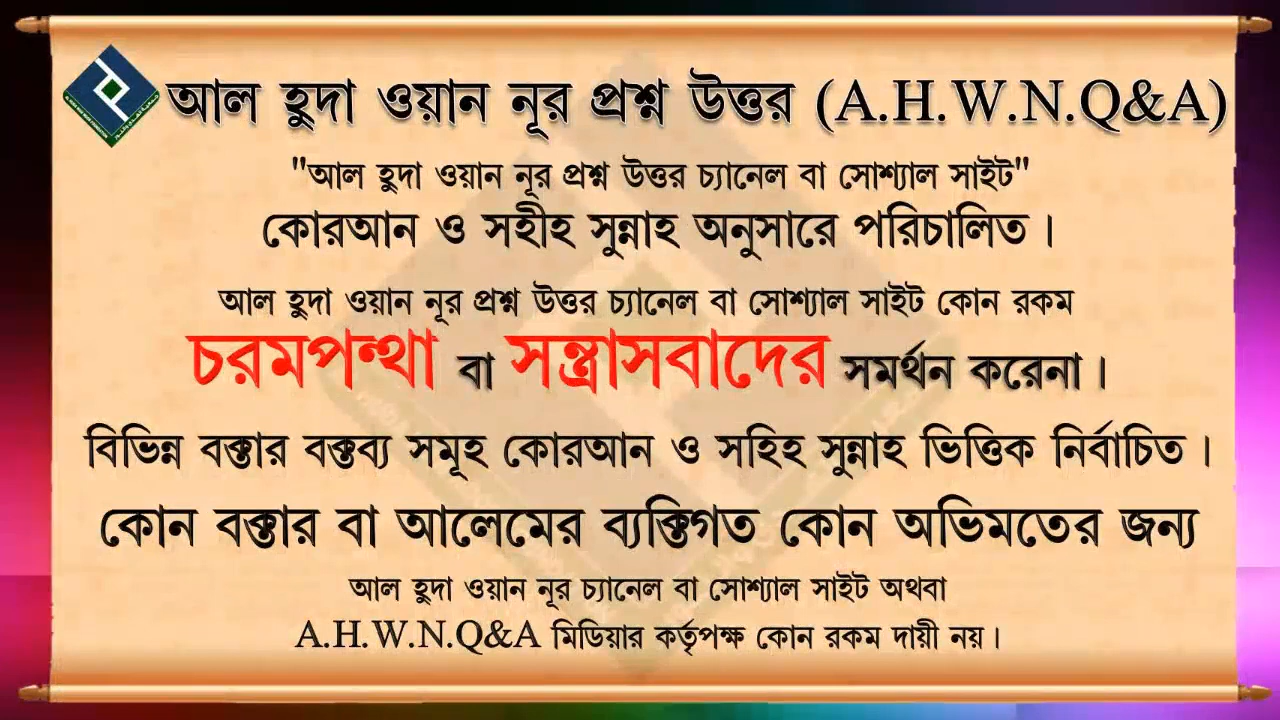 আল হুদা ওয়ান নূর প্রশ্ন উত্তর (A.H.W.N.Q&A)
"আল হুদা ওয়ান নূর প্রশ্ন উত্তর চ্যানেল বা সোশ্যাল সাইট"
কোরআন ও সহীহ সুন্নাহ অনুসারে পরিচালিত।
আল হুদা ওয়ান নূর প্রশ্ন উত্তর চ্যানেল বা সোশ্যাল সাইট কোন রকম
চরমপন্থা বা সন্ত্রাসবাদের সমর্থন করেনা।
বিভিন্ন বক্তার বক্তব্য সমূহ কোরআন ও সহিহ সুন্নাহ ভিত্তিক নির্বাচিত।
কোন বক্তার বা আলেমের ব্যক্তিগত কোন অভিমতের জন্য
আল হুদা ওয়ান নূর চ্যানেল বা সোশ্যাল সাইট অথবা
A.H.W.N.Q&A মিডিয়ার কর্তৃপক্ষ কোন রকম দায়ী নয়।